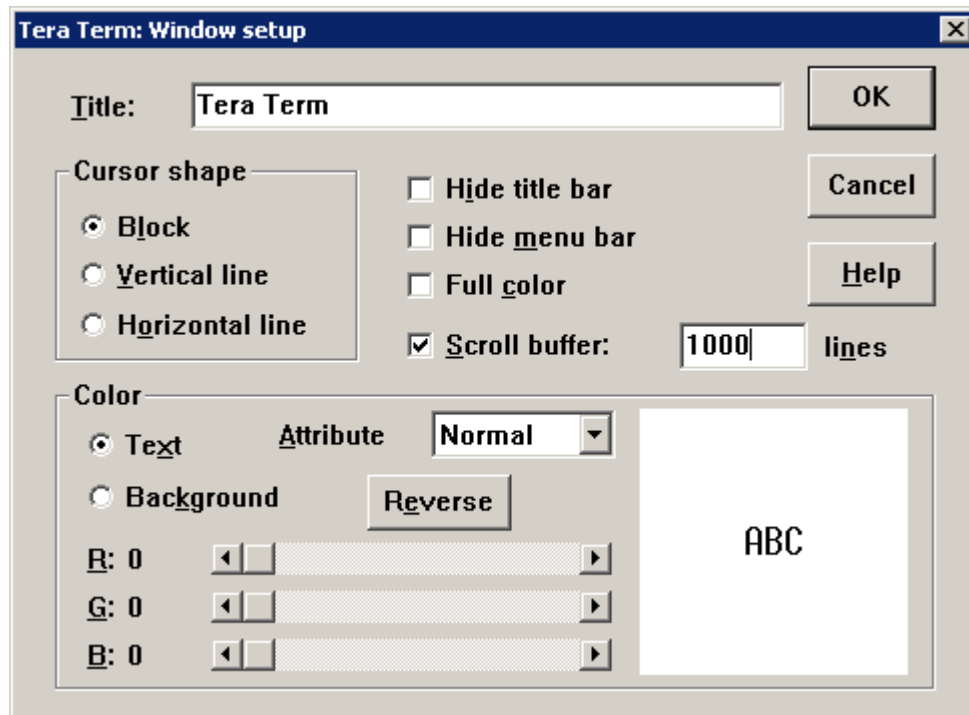 Tera Term: Window setup
Title: Tera Term
OK
Cursor shape
Block
Vertical line
Horizontal line
Hide title bar
Hide menu bar
Full color
Scroll buffer: 1000 lines
Cancel
Help
Color
Text
Attribute Normal
Background
Reverse
R: 0
G: 0
B: 0
ABC